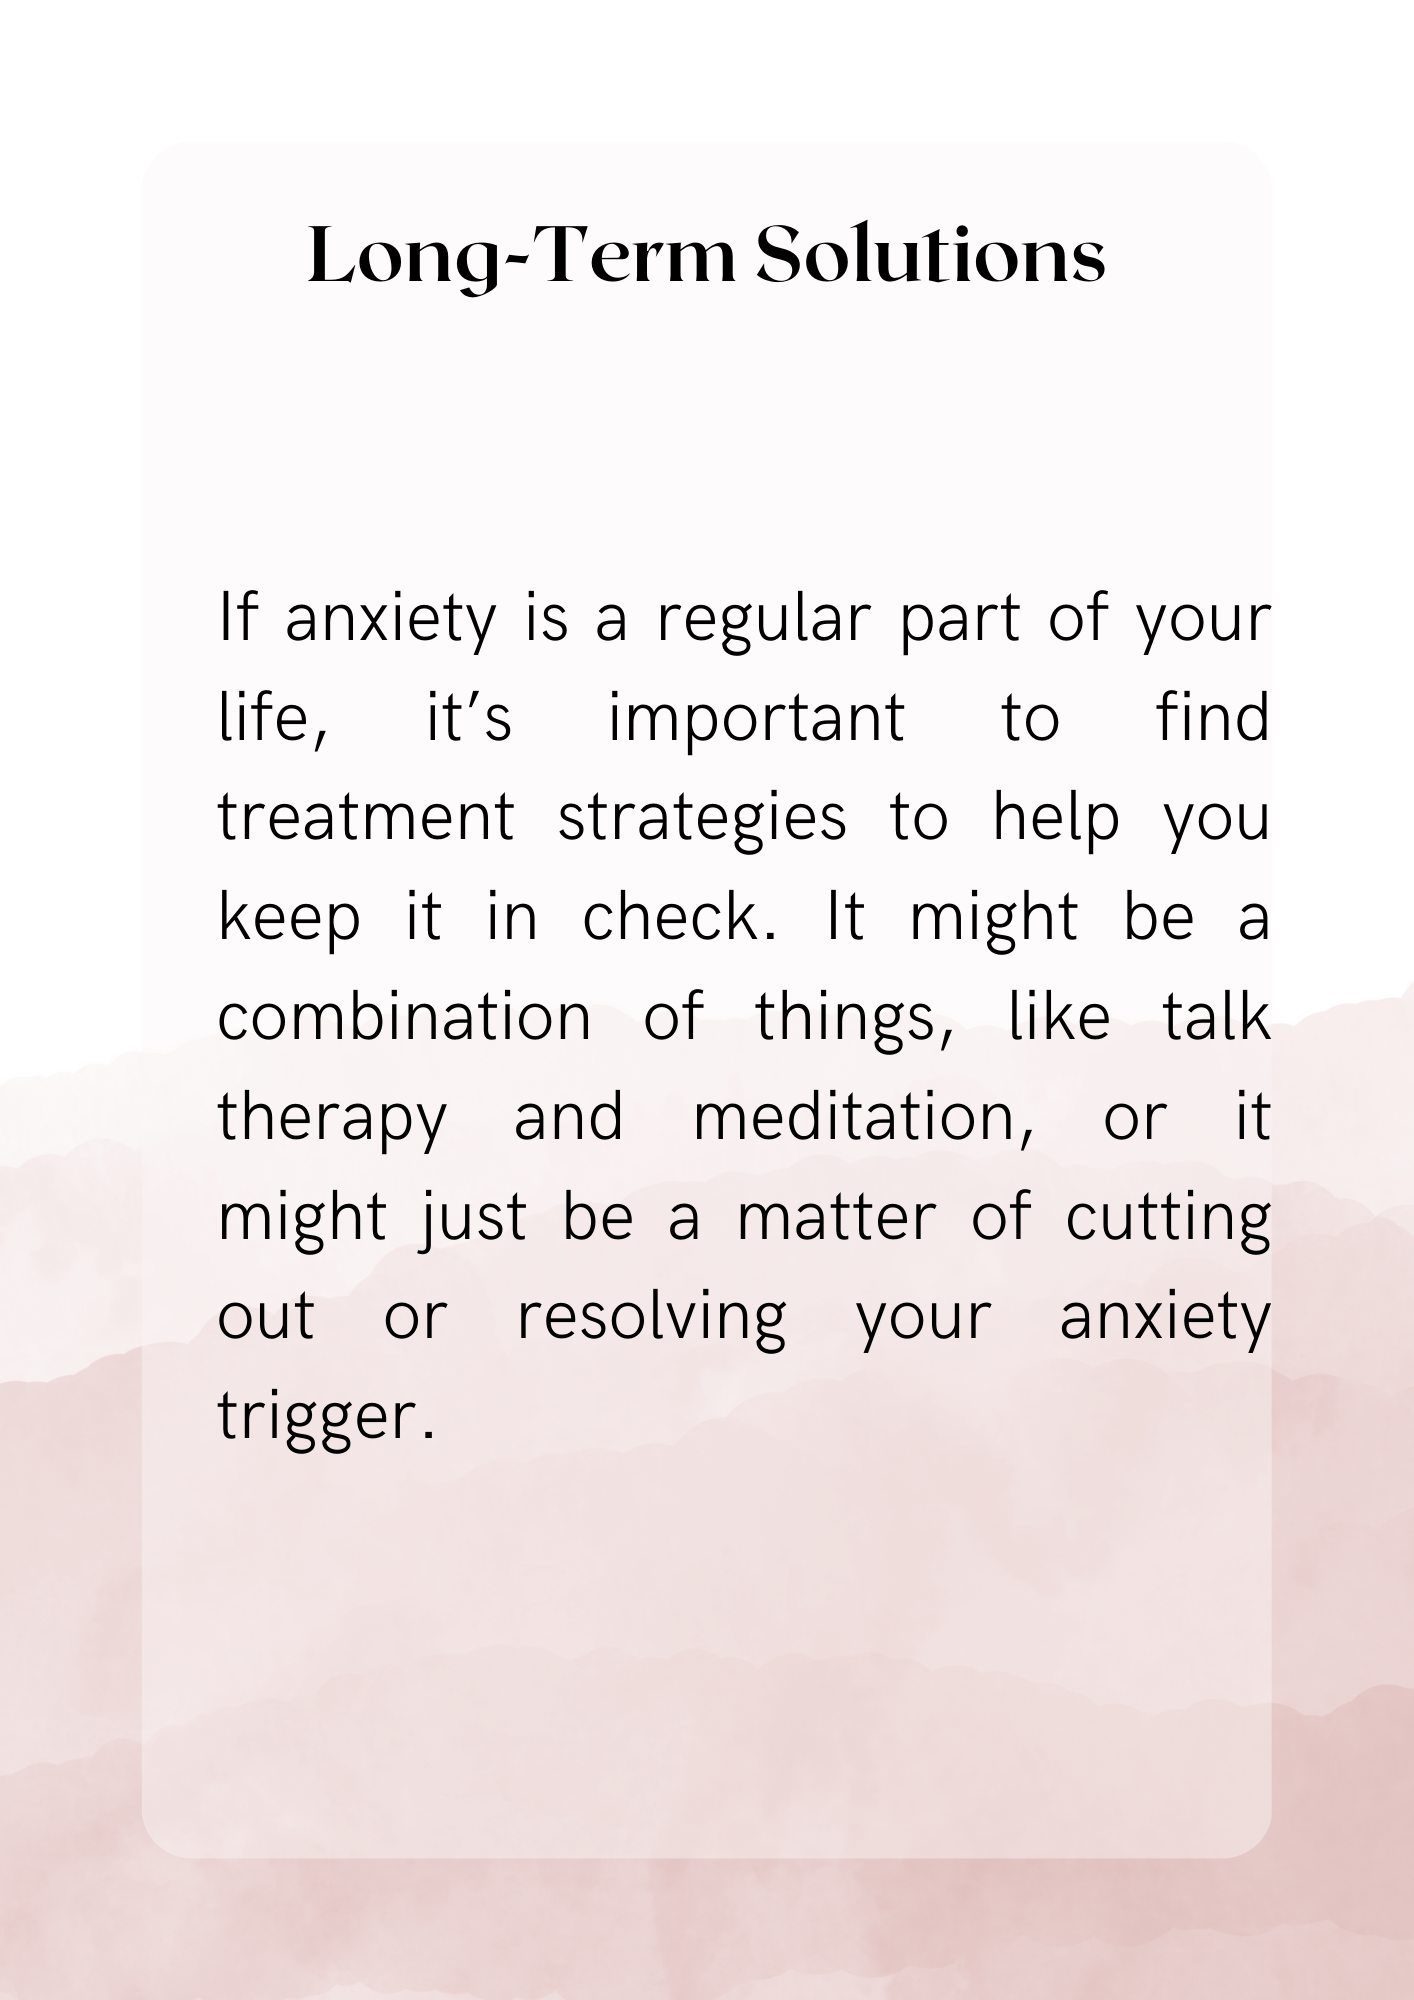 Long-Term Solutions
If anxiety is a regular part of your
life, it’s important to find
treatment strategies to help you
keep it in check. It might be a
combination of things, like talk
therapy and meditation, or it
might just be a matter of cutting
out or resolving your anxiety
trigger.